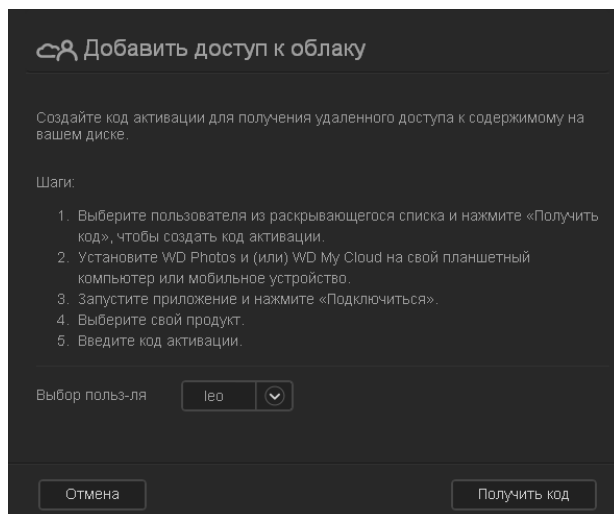 Добавить доступ к облаку
Создайте код активации для получения удаленного доступа к содержимому на
вашем диске.
Шаги:
1. Выберите пользователя из раскрывающегося списка и нажмите «Получить
код», чтобы создать код активации.
2. Установите WD Photos и (или) WD My Cloud на свой планшетный
компьютер или мобильное устройство.
3. Запустите приложение и нажмите «Подключиться».
4. Выберите свой продукт.
5. Введите код активации.
Выбор польз-ля leo
Отмена Получить код